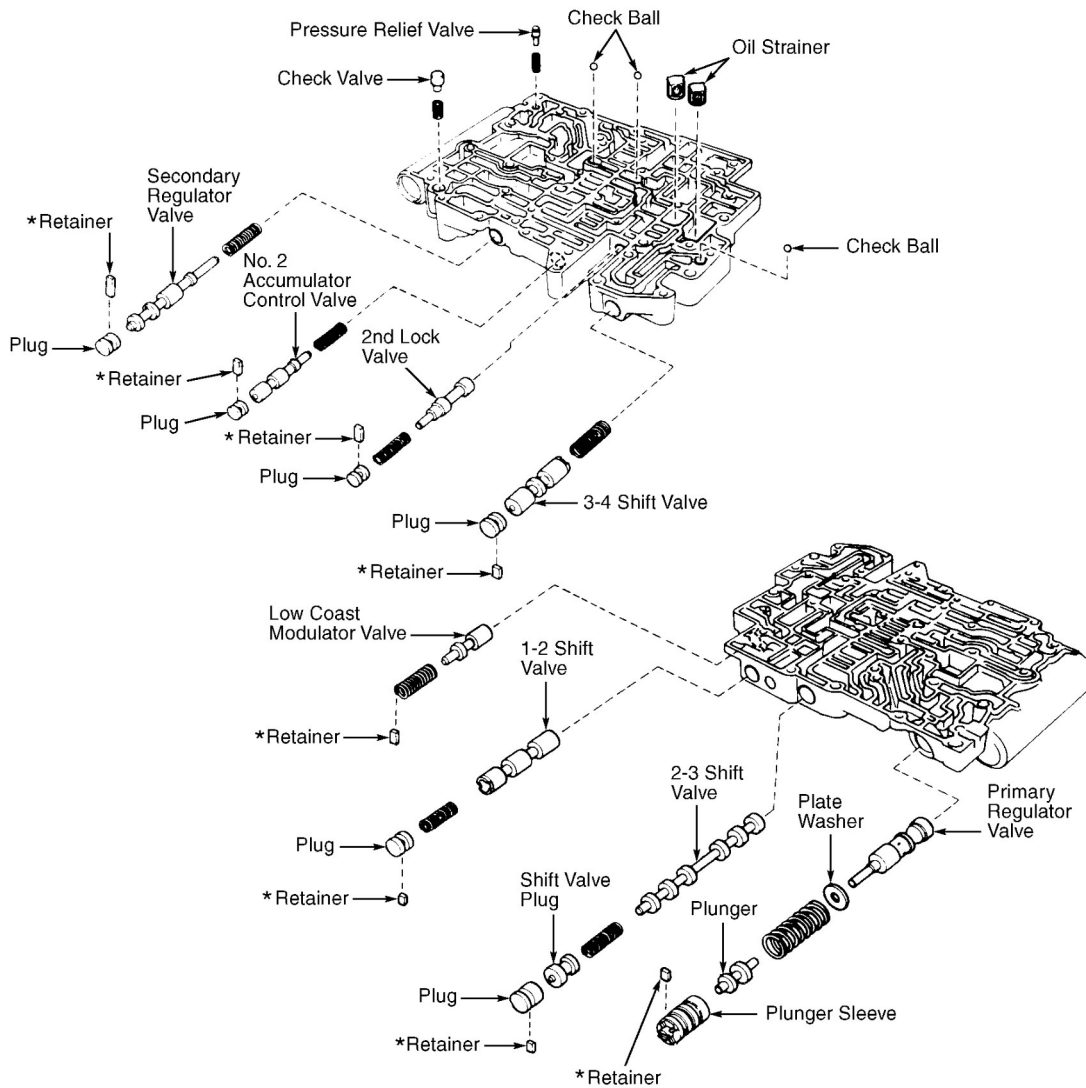 Check Ball
Pressure Relief Valve
Oil Strainer
Check Valve
Secondary
Regulator
Valve
*Retainer
No. 2
Accumulator
Control Valve
Check Ball
Plug
2nd Lock
Valve
*Retainer
Plug
*Retainer
Plug
3-4 Shift Valve
Plug
*Retainer
Low Coast
Modulator Valve
1-2 Shift
Valve
*Retainer
2-3 Shift
Valve
Plate
Washer
Primary
Regulator
Valve
Plug
*Retainer
Shift Valve
Plug
Plunger
Plug
Plunger Sleeve
*Retainer
*Retainer